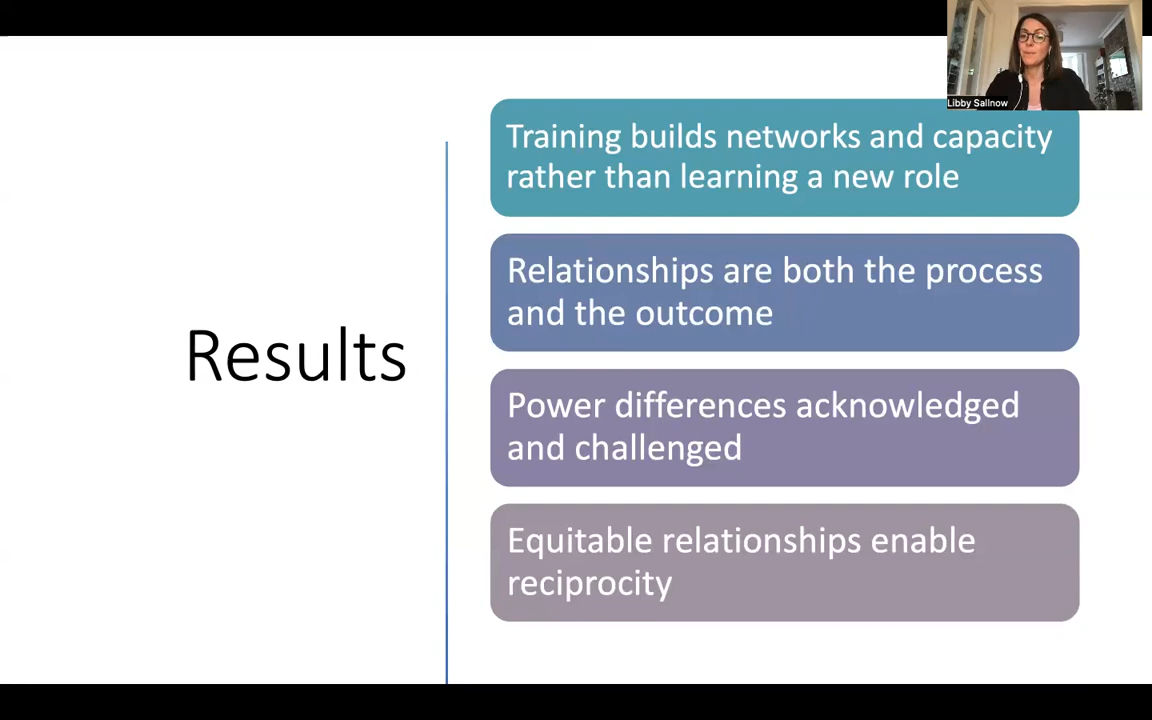 Libby Sallnow
Training builds networks and capacity
rather than learning a new role
Relationships are both the process
and the outcome
Results
Power differences acknowledged
and challenged
Equitable relationships enable
reciprocity